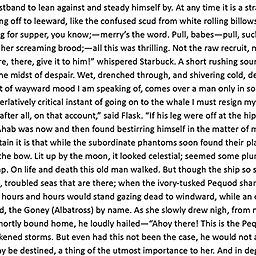 stband to lean against and steady himself by. At any time it is a stra
ng off to leeward, like the confused scud from white rolling billows
g for supper, you know;—merry's the word. Pull, babes—pull, suck
her screaming brood;—all this was thrilling. Not the raw recruit, m
re, there, give it to him!" whispered Starbuck. A short rushing soun
he midst of despair. Wet, drenched through, and shivering cold, de
t of wayward mood I am speaking of, comes over a man only in so
erlatively critical instant of going on to the whale I must resign my
after all, on that account," said Flask. "If his leg were off at the hip
Ahab was now and then found bestirring himself in the matter of m
tain it is that while the subordinate phantoms soon found their pla
the bow. Lit up by the moon, it looked celestial; seemed some plum
ap. On life and death this old man walked. But though the ship so s
, troubled seas that are there; when the ivory-tusked Pequod shar
hours and hours would stand gazing dead to windward, while an o
d, the Goney (Albatross) by name. As she slowly drew nigh, from m
hortly bound home, he loudly hailed—"Ahoy there! This is the Peq
kened storms. But even had this not been the case, he would not a
y be destined, a thing of the utmost importance to her. And in deg